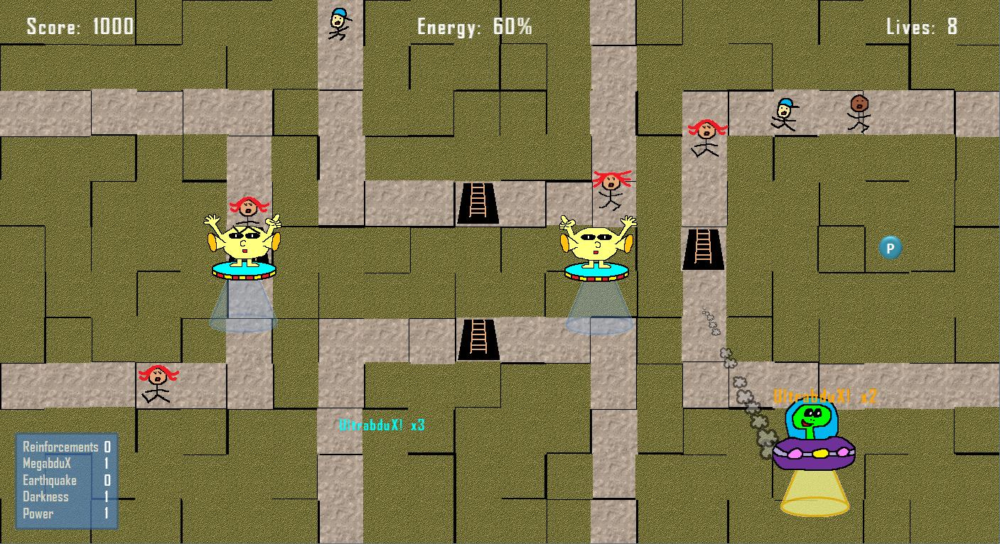 Score: 1000
Energy: 60%
Lives: 8
P
UltrabduX! x2
UltrabduX! x3
Reinforcements 0
MegabduX 1
Earthquake 0
Darkness 1
Power 1